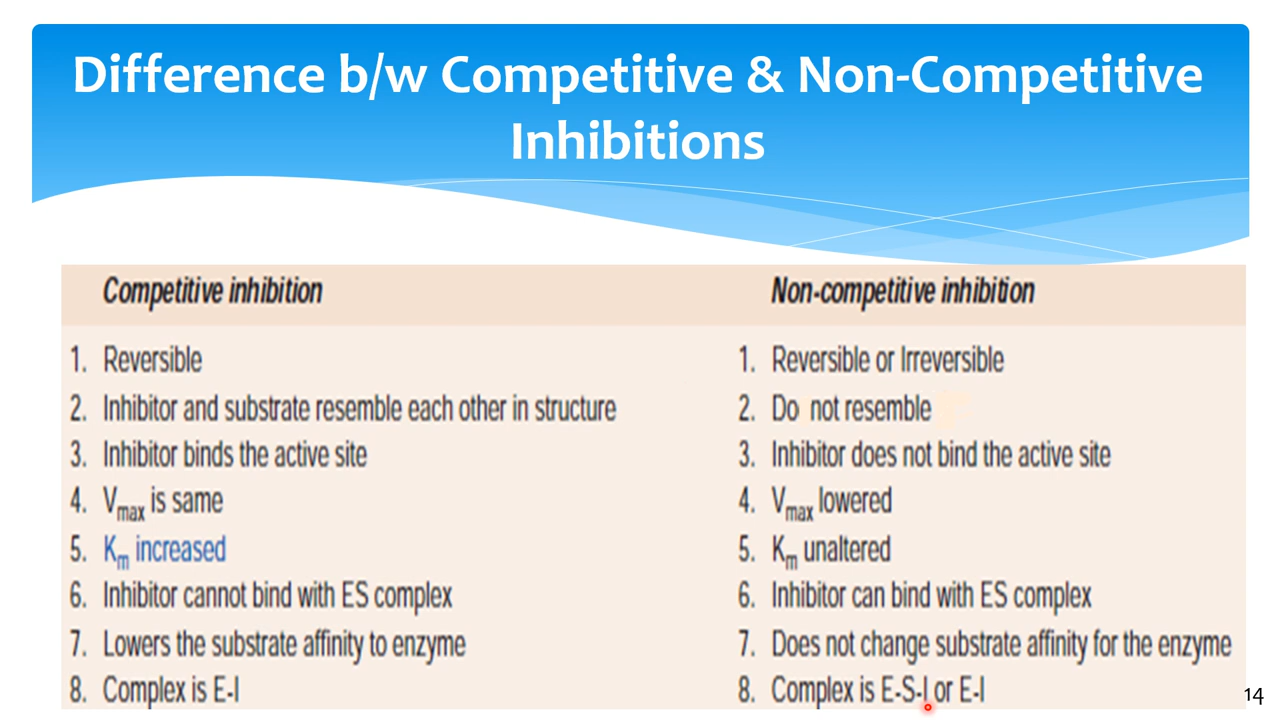 Difference b/w Competitive & Non-Competitive
Inhibitions
Competitive inhibition
1. Reversible
2. Inhibitor and substrate resemble each other in structure
3. Inhibitor binds the active site
4. Vmax is same
5. Km increased
6. Inhibitor cannot bind with ES complex
7. Lowers the substrate affinity to enzyme
8. Complex is E-I
Non-competitive inhibition
1. Reversible or Irreversible
2. Do not resemble
3. Inhibitor does not bind the active site
4. Vmax lowered
5. Km unaltered
6. Inhibitor can bind with ES complex
7. Does not change substrate affinity for the enzyme
8. Complex is E-S-I or E-I
14